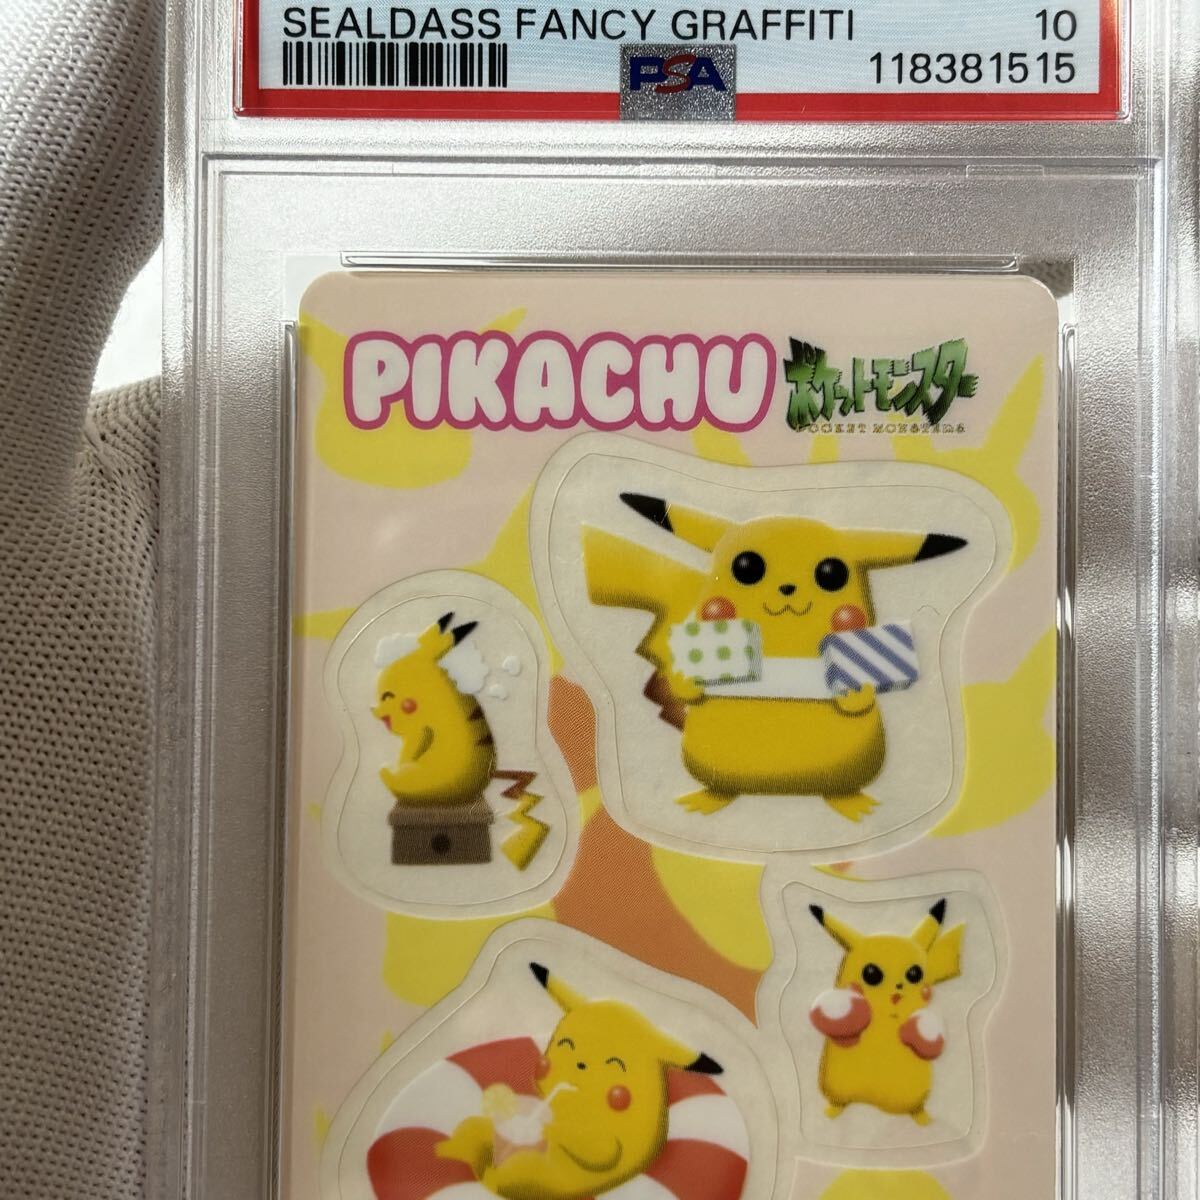 SEALDASS FANCY GRAFFITI 10
PSA 118381515
PIKACHU
ポケットモンスター
POCKET MONSTERS